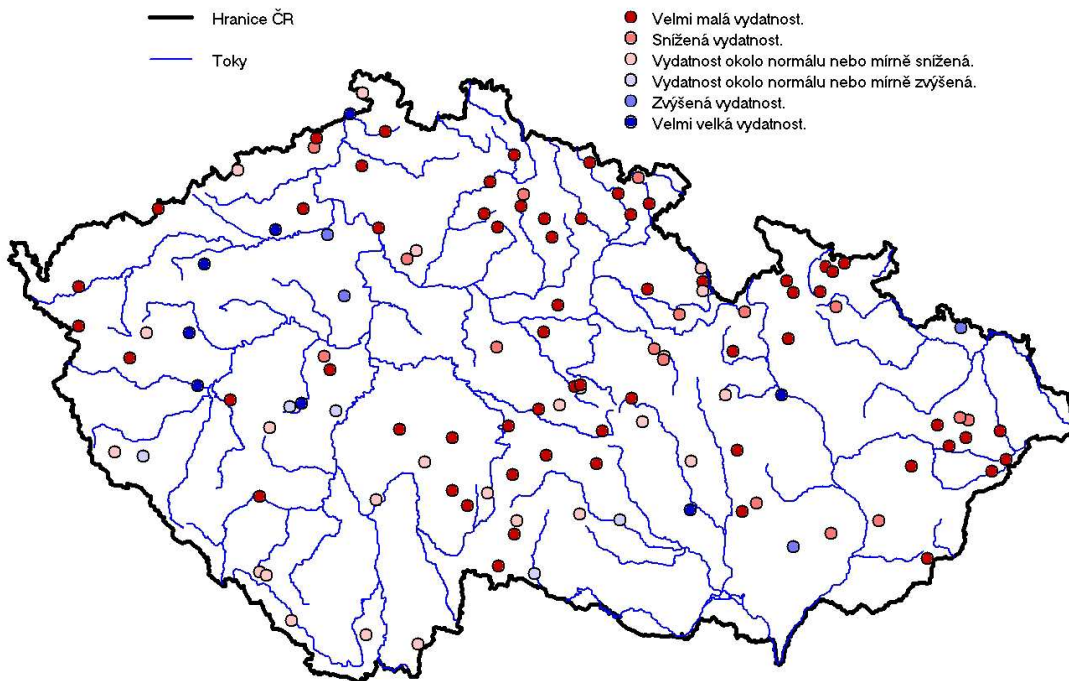 Hranice ČR
Toky
Velmi malá vydatnost.
Snížená vydatnost.
Vydatnost okolo normálu nebo mírně snížená.
Vydatnost okolo normálu nebo mírně zvýšená.
Zvýšená vydatnost.
Velmi velká vydatnost.